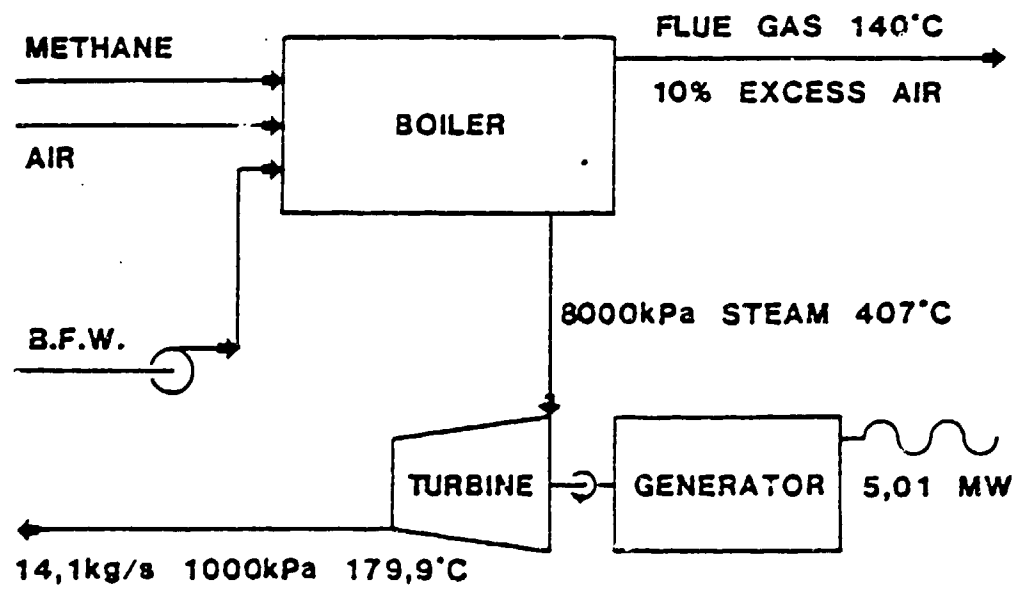 METHANE
FLUE GAS 140°C
10% EXCESS AIR
BOILER
AIR
8000kPa STEAM 407°C
B.F.W.
TURBINE
GENERATOR
5,01 MW
14,1kg/s 1000kPa 179,9°C